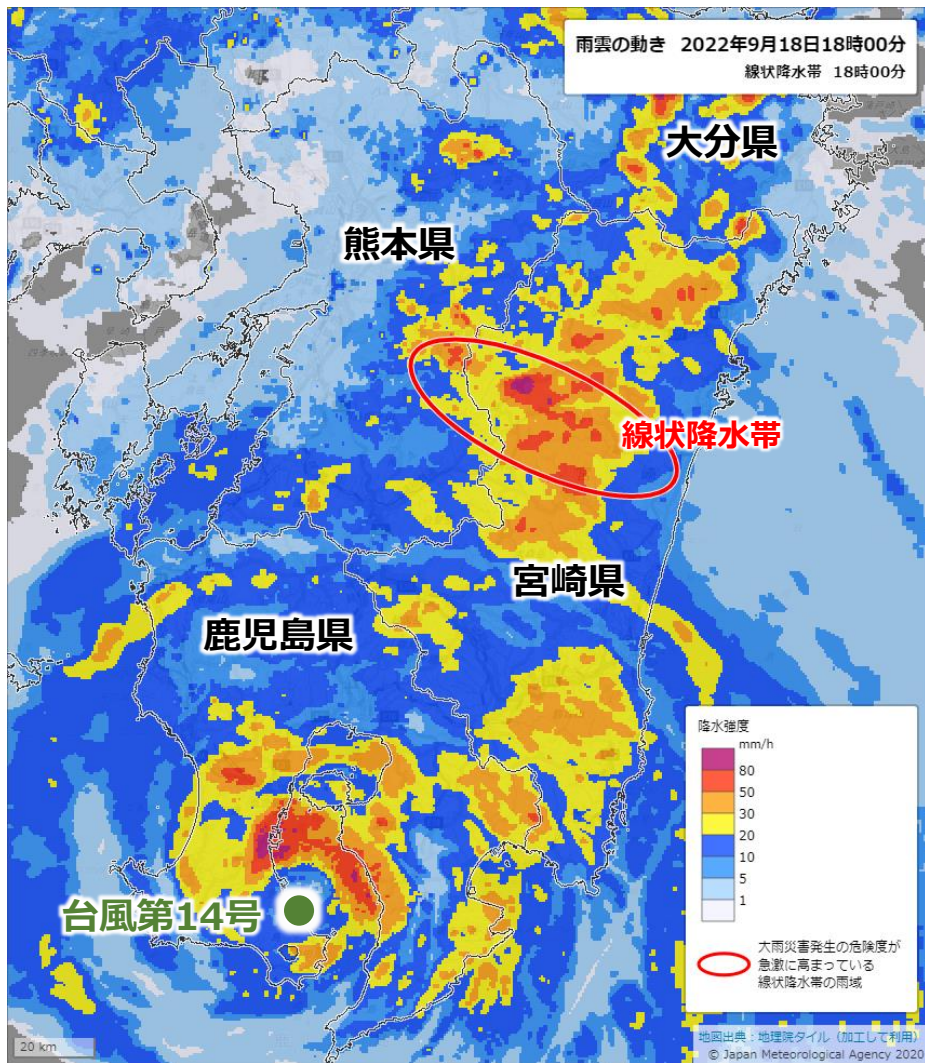 雨雲の動き 2022年9月18日18時00分
線状降水帯 18時00分
大分県
熊本県
線状降水帯
宮崎県
鹿児島県
台風第14号
降水強度
mm/h
80
50
30
20
10
5
1
大雨災害発生の危険度が
急激に高まっている
線状降水帯の雨域
20 km
地図出典：地理院タイル（加工して利用）
© Japan Meteorological Agency 2020